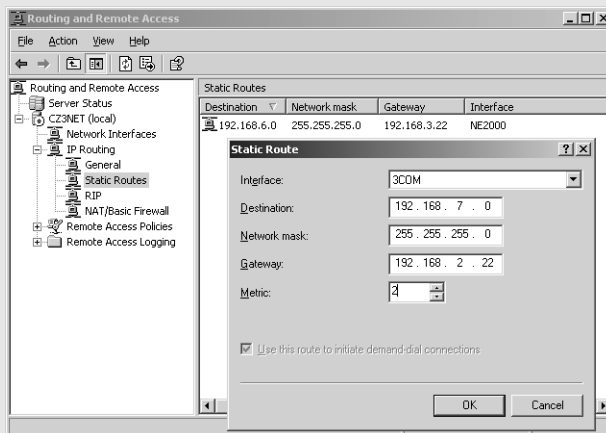 Routing and Remote Access
File Action View Help
Routing and Remote Access
Server Status
CZ3NET (local)
Network Interfaces
IP Routing
General
Static Routes
RIP
NAT/Basic Firewall
Remote Access Policies
Remote Access Logging
Static Routes
Destination Network mask Gateway Interface
192.168.6.0 255.255.255.0 192.168.3.22 NE2000
Static Route
Interface: 3COM
Destination: 192 . 168 . 7 . 0
Network mask: 255 . 255 . 255 . 0
Gateway: 192 . 168 . 2 . 22
Metric: 2
Use this route to initiate demand-dial connections
OK Cancel